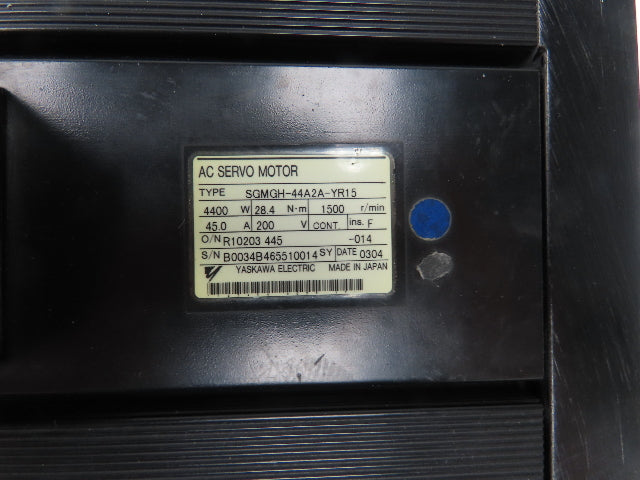 AC SERVO MOTOR
TYPE SGMGH-44A2A-YR15
4400 W 28.4 N·m 1500 r/min
45.0 A 200 V CONT. ins. F
O/N R10203 445 -014
S/N B0034B465510014 SY DATE 0304
YASKAWA ELECTRIC MADE IN JAPAN